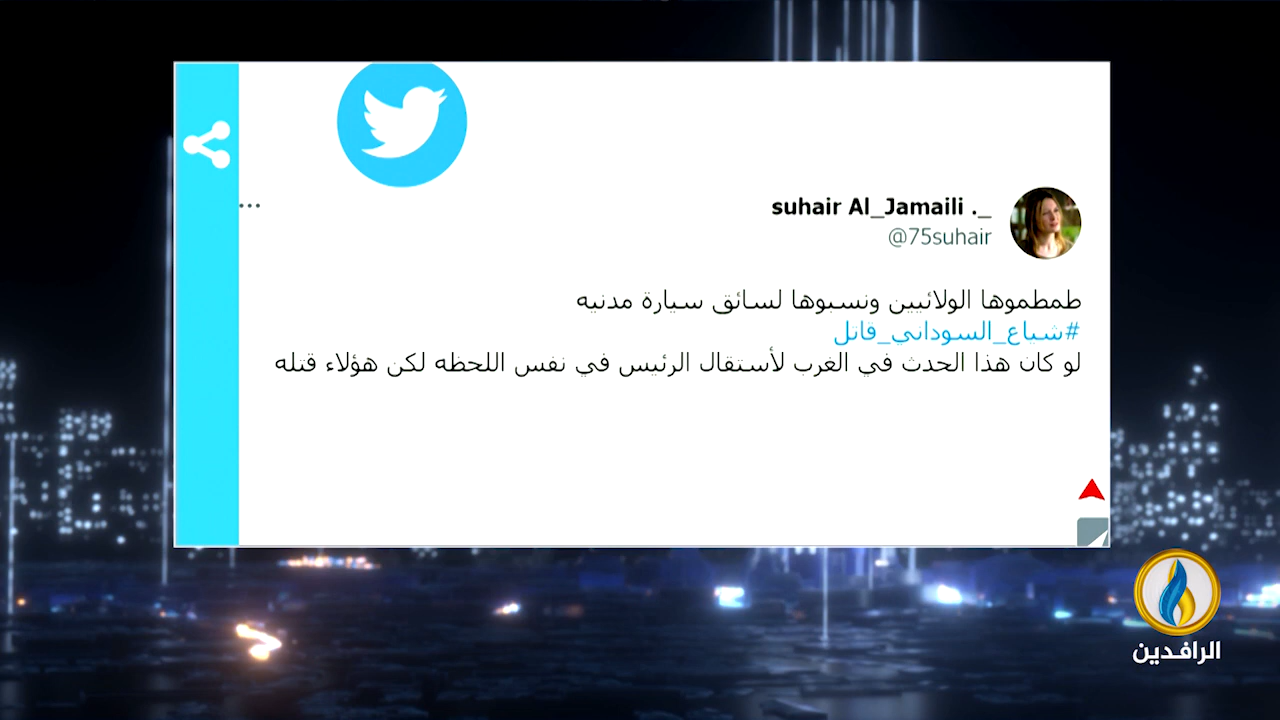 suhair Al_Jamaili ._
@75suhair
طمطموها الولائيين ونسبوها لسائق سيارة مدنيه
#شياع_السوداني_قاتل
لو كان هذا الحدث في الغرب لأستقال الرئيس في نفس اللحظه لكن هؤلاء قتله
الرافدين